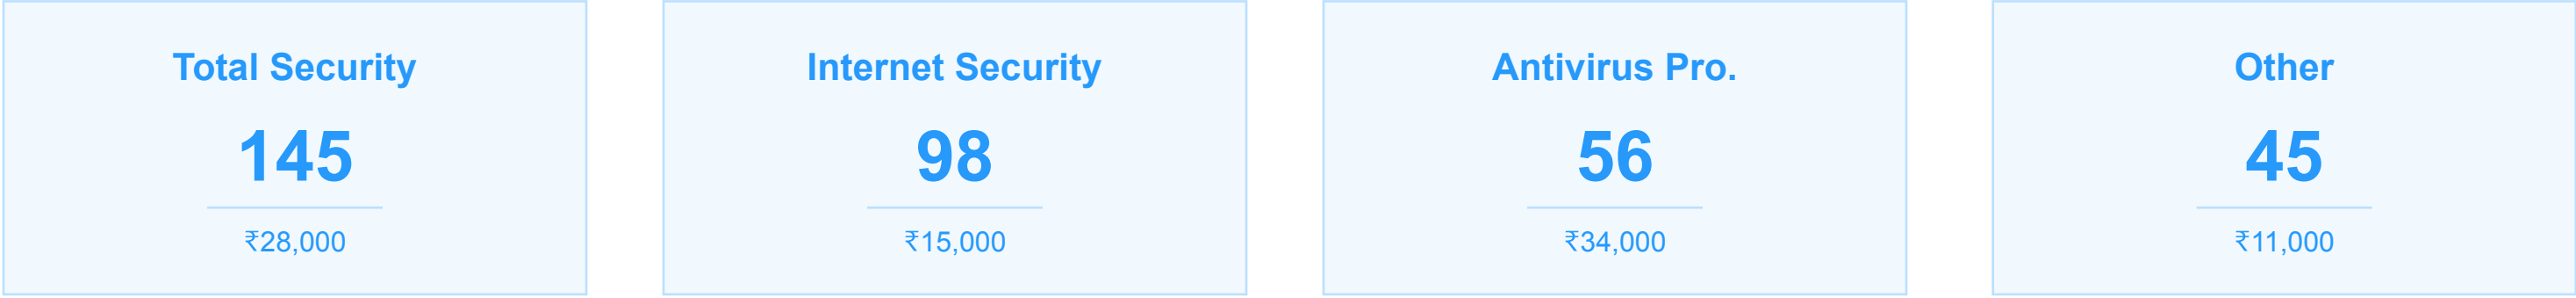 Total Security
145
₹28,000
Internet Security
98
₹15,000
Antivirus Pro.
56
₹34,000
Other
45
₹11,000